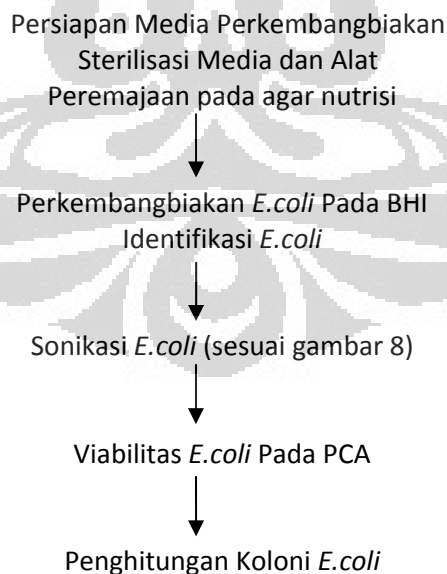 Persiapan Media Perkembangbiakan
Sterilisasi Media dan Alat
Peremajaan pada agar nutrisi
Perkembangbiakan E.coli Pada BHI
Identifikasi E.coli
Sonikasi E.coli (sesuai gambar 8)
Viabilitas E.coli Pada PCA
Penghitungan Koloni E.coli